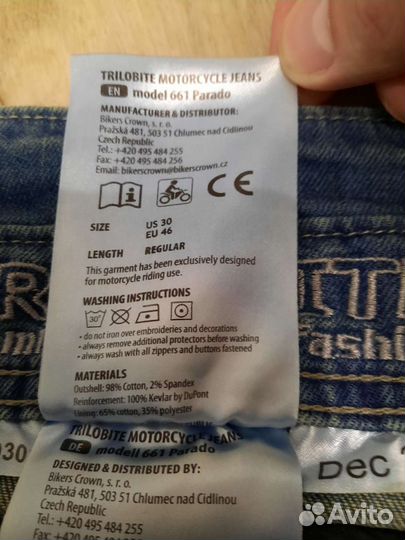 TRILOBITE MOTORCYCLE JEANS
EN model 661 Parado
MANUFACTURER & DISTRIBUTOR:
Bikers Crown, s. r. o.
Pražská 481, 503 51 Chlumec nad Cidlinou
Czech Republic
Tel.: +420 495 484 255
Fax: +420 495 484 256
Email: bikerscrown@bikerscrown.cz
CE
SIZE US 30
EU 46
LENGTH REGULAR
This garment has been exclusively designed
for motorcycle riding use.
WASHING INSTRUCTIONS
30°
• do not iron over embroideries and decorations
• always remove additional protectors before washing
• always wash with all zippers and buttons fastened
MATERIALS
Outshell: 98% Cotton, 2% Spandex
Reinforcement: 100% Kevlar by DuPont
Lining: 65% cotton, 35% polyester
TRILOBITE MOTORCYCLE JEANS
DE modell 661 Parado
DESIGNED & DISTRIBUTED BY:
Bikers Crown, s. r. o.
Pražská 481, 503 51 Chlumec nad Cidlinou
Czech Republic
Tel.: +420 495 484 255
30
Dec
Avito